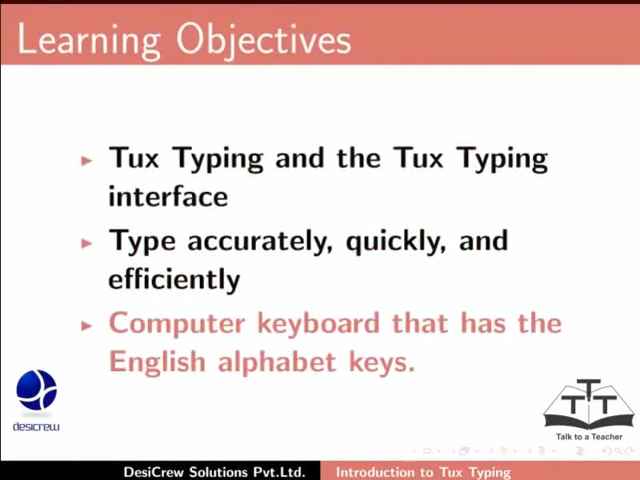 Learning Objectives
Tux Typing and the Tux Typing
interface
Type accurately, quickly, and
efficiently
Computer keyboard that has the
English alphabet keys.
desicrew
TTT
Talk to a Teacher
DesiCrew Solutions Pvt.Ltd. Introduction to Tux Typing